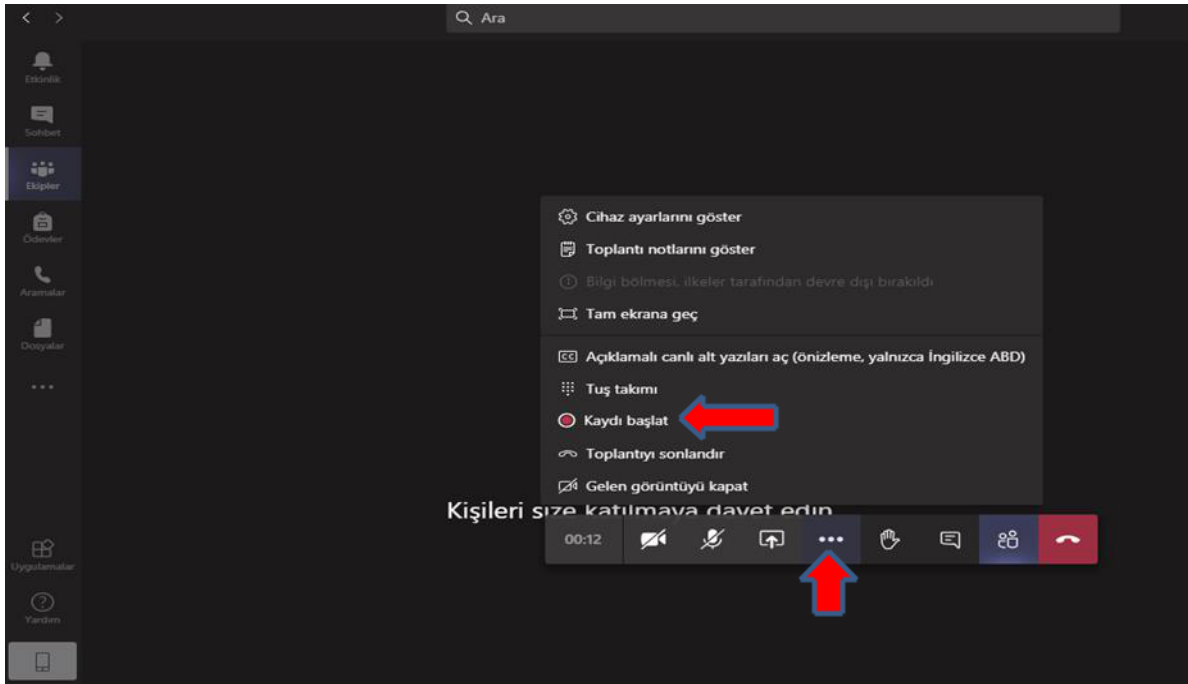 Ara
Etkinlik
Sohbet
Ekipler
Ödevler
Aramalar
Dosyalar
Uygulamalar
Yardım
Cihaz ayarlarını göster
Toplantı notlarını göster
Bilgi bölmesi, ilkeler tarafından devre dışı bırakıldı
Tam ekrana geç
CC Açıklamalı canlı alt yazıları aç (önizleme, yalnızca İngilizce ABD)
Tuş takımı
Kaydı başlat
Toplantıyı sonlandır
Gelen görüntüyü kapat
Kişileri size katılmaya davet edin
00:12